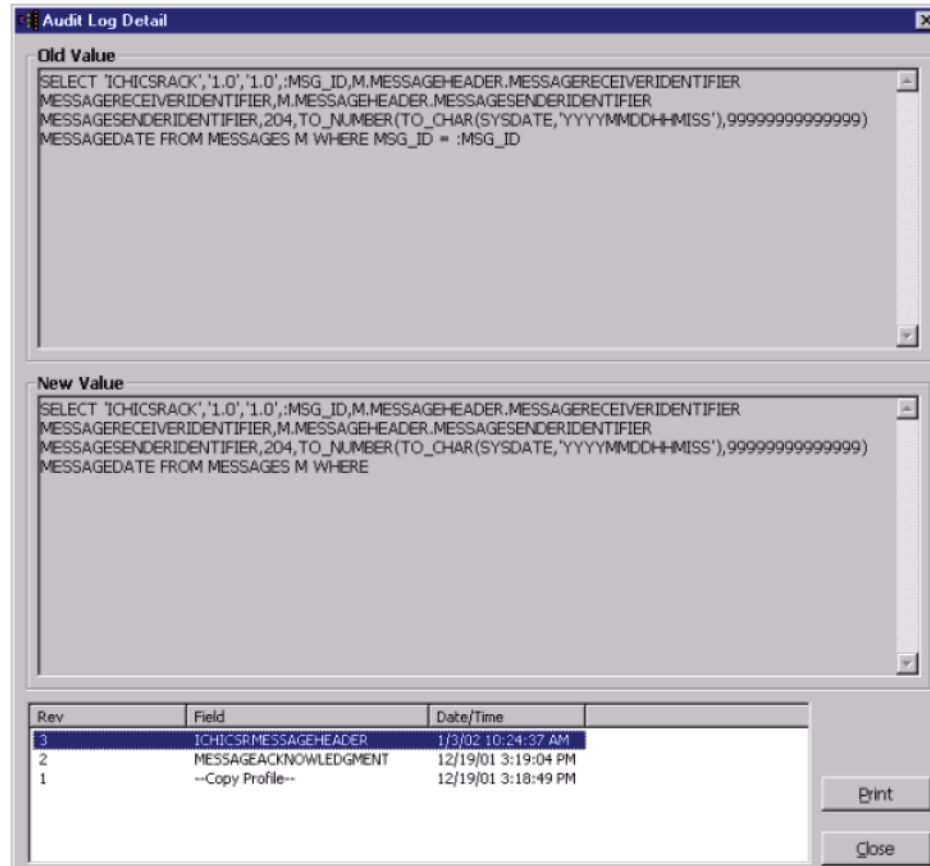 Audit Log Detail
Old Value
SELECT 'ICHICSRACK','1.0','1.0',:MSG_ID,M.MESSAGEHEADER.MESSAGERECEIVERIDENTIFIER
MESSAGERECEIVERIDENTIFIER,M.MESSAGEHEADER.MESSAGESENDERIDENTIFIER
MESSAGESENDERIDENTIFIER,204,TO_NUMBER(TO_CHAR(SYSDATE,'YYYYMMDDHHMISS'),99999999999999)
MESSAGEDATE FROM MESSAGES M WHERE MSG_ID = :MSG_ID
New Value
SELECT 'ICHICSRACK','1.0','1.0',:MSG_ID,M.MESSAGEHEADER.MESSAGERECEIVERIDENTIFIER
MESSAGERECEIVERIDENTIFIER,M.MESSAGEHEADER.MESSAGESENDERIDENTIFIER
MESSAGESENDERIDENTIFIER,204,TO_NUMBER(TO_CHAR(SYSDATE,'YYYYMMDDHHMISS'),99999999999999)
MESSAGEDATE FROM MESSAGES M WHERE
Rev Field Date/Time
3 ICHICSRMESSAGEHEADER 1/3/02 10:24:37 AM
2 MESSAGEACKNOWLEDGMENT 12/19/01 3:19:04 PM
1 --Copy Profile-- 12/19/01 3:18:49 PM
Print
Close